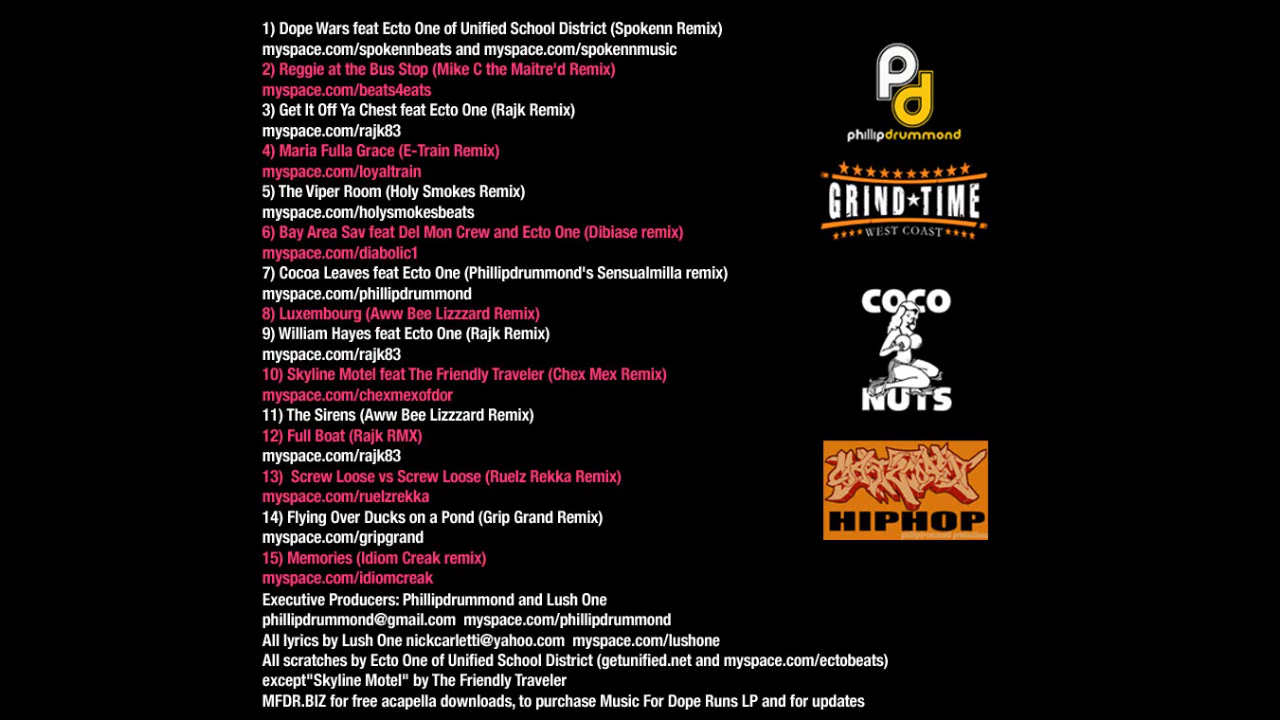 1) Dope Wars feat Ecto One of Unified School District (Spokenn Remix)
myspace.com/spokennbeats and myspace.com/spokennmusic
2) Reggie at the Bus Stop (Mike C the Maitre'd Remix)
myspace.com/beats4eats
3) Get It Off Ya Chest feat Ecto One (Rajk Remix)
myspace.com/rajk83
4) Maria Fulla Grace (E-Train Remix)
myspace.com/loyaltrain
5) The Viper Room (Holy Smokes Remix)
myspace.com/holysmokesbeats
6) Bay Area Sav feat Del Mon Crew and Ecto One (Dibiase remix)
myspace.com/diabolic1
7) Cocoa Leaves feat Ecto One (Phillipdrummond's Sensualmilla remix)
myspace.com/phillipdrummond
8) Luxembourg (Aww Bee Lizzzard Remix)
9) William Hayes feat Ecto One (Rajk Remix)
myspace.com/rajk83
10) Skyline Motel feat The Friendly Traveler (Chex Mex Remix)
myspace.com/chexmexofdor
11) The Sirens (Aww Bee Lizzzard Remix)
12) Full Boat (Rajk RMX)
myspace.com/rajk83
13) Screw Loose vs Screw Loose (Ruelz Rekka Remix)
myspace.com/ruelzrekka
14) Flying Over Ducks on a Pond (Grip Grand Remix)
myspace.com/gripgrand
15) Memories (Idiom Creak remix)
myspace.com/idiomcreak
Executive Producers: Phillipdrummond and Lush One
phillipdrummond@gmail.com myspace.com/phillipdrummond
All lyrics by Lush One nickcarletti@yahoo.com myspace.com/lushone
All scratches by Ecto One of Unified School District (getunified.net and myspace.com/ectobeats)
except"Skyline Motel" by The Friendly Traveler
MFDR.BIZ for free acapella downloads, to purchase Music For Dope Runs LP and for updates
pd
phillipdrummond
GRIND TIME
WEST COAST
COCO
NUTS
HIPHOP
phillipdrummond productions